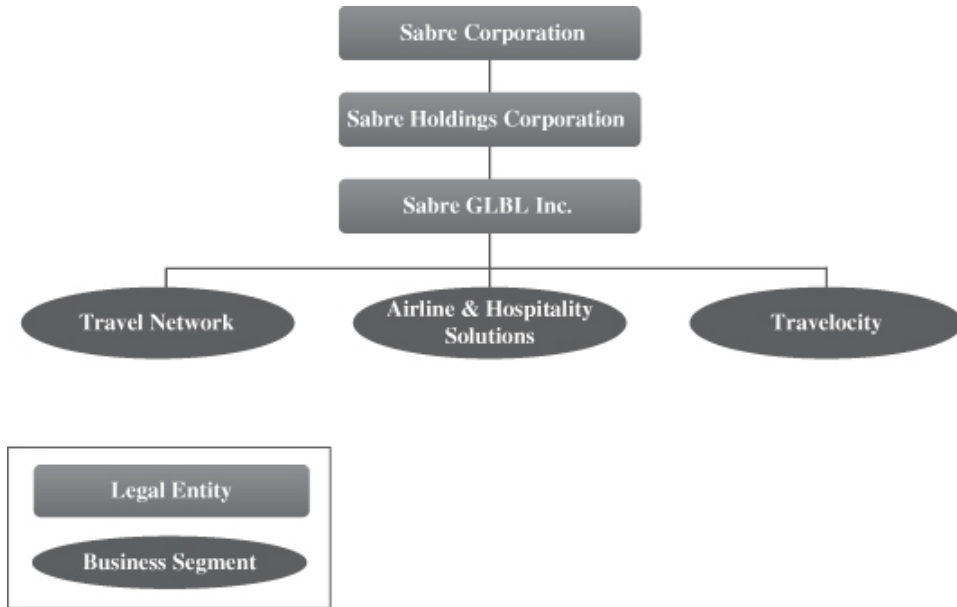 Sabre Corporation
Sabre Holdings Corporation
Sabre GLBL Inc.
Travel Network
Airline & Hospitality
Solutions
Travelocity
Legal Entity
Business Segment